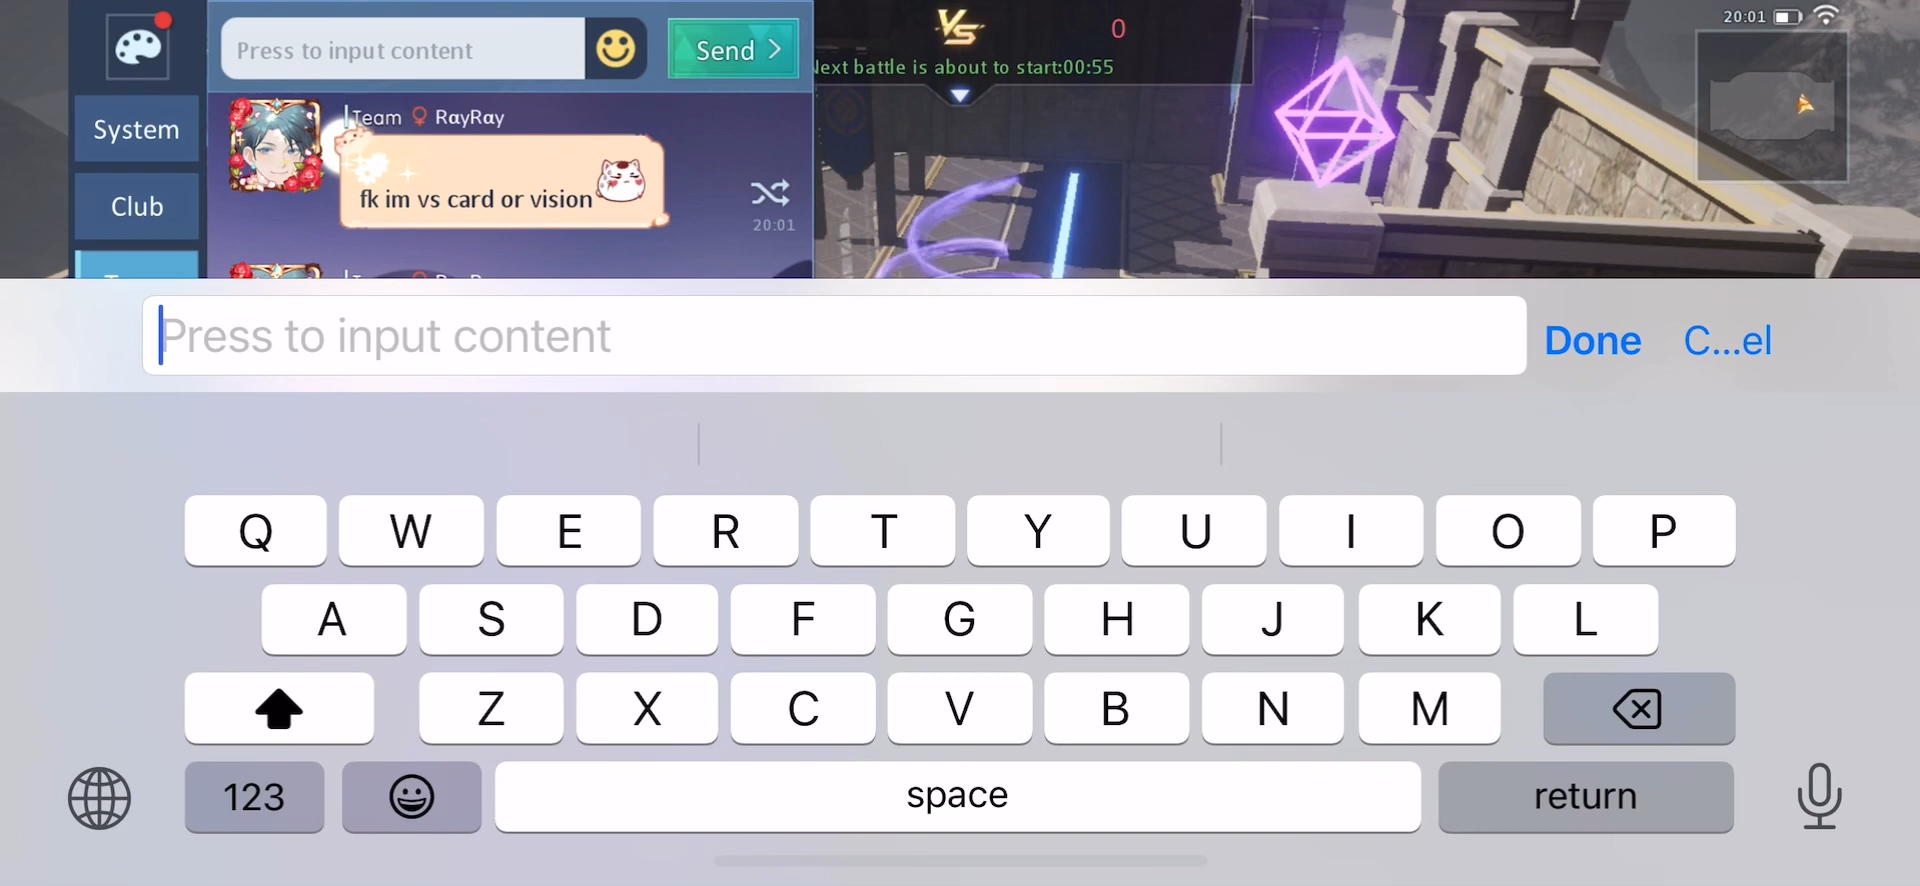 Press to input content
Send
VS
0
Next battle is about to start:00:55
20:01
System
Club
Team RayRay
fk im vs card or vision
20:01
Press to input content
Done C...el
Q W E R T Y U I O P
A S D F G H J K L
Z X C V B N M
123 space return